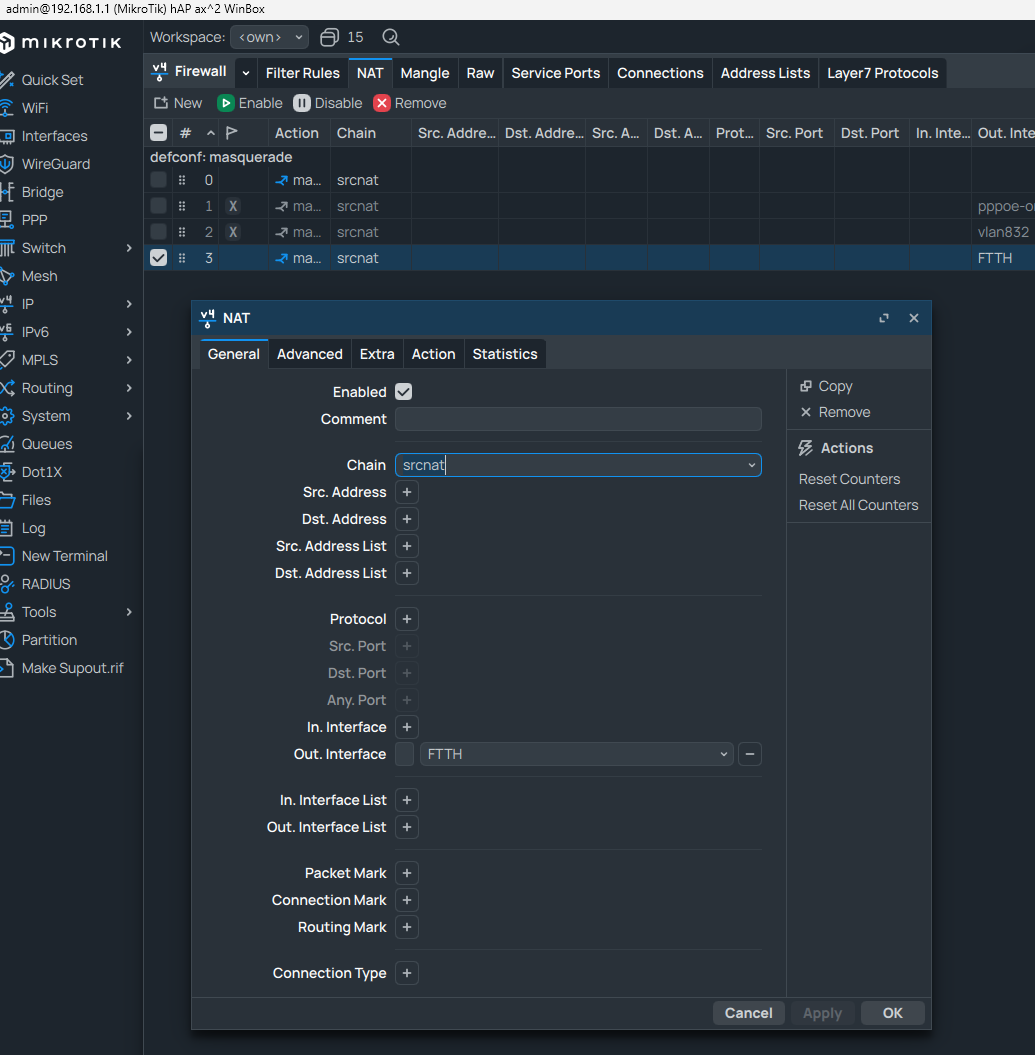 admin@192.168.1.1 (MikroTik) hAP ax^2 WinBox
MikroTik
Workspace: <own> 15
v4 Firewall Filter Rules NAT Mangle Raw Service Ports Connections Address Lists Layer7 Protocols
New Enable Disable Remove
# Action Chain Src. Addre... Dst. Addre... Src. A... Dst. A... Prot... Src. Port Dst. Port In. Inte... Out. Inte
defconf: masquerade
0 ma... srcnat
1 X ma... srcnat pppoe-o
2 X ma... srcnat vlan832
3 ma... srcnat FTTH
Quick Set
WiFi
Interfaces
WireGuard
Bridge
PPP
Switch
Mesh
v4 IP
v6 IPv6
MPLS
Routing
System
Queues
Dot1X
Files
Log
New Terminal
RADIUS
Tools
Partition
Make Supout.rif
v4 NAT
General Advanced Extra Action Statistics
Enabled
Comment
Chain srcnat
Src. Address +
Dst. Address +
Src. Address List +
Dst. Address List +
Protocol +
Src. Port +
Dst. Port +
Any. Port +
In. Interface +
Out. Interface FTTH −
In. Interface List +
Out. Interface List +
Packet Mark +
Connection Mark +
Routing Mark +
Connection Type +
Copy
Remove
Actions
Reset Counters
Reset All Counters
Cancel Apply OK